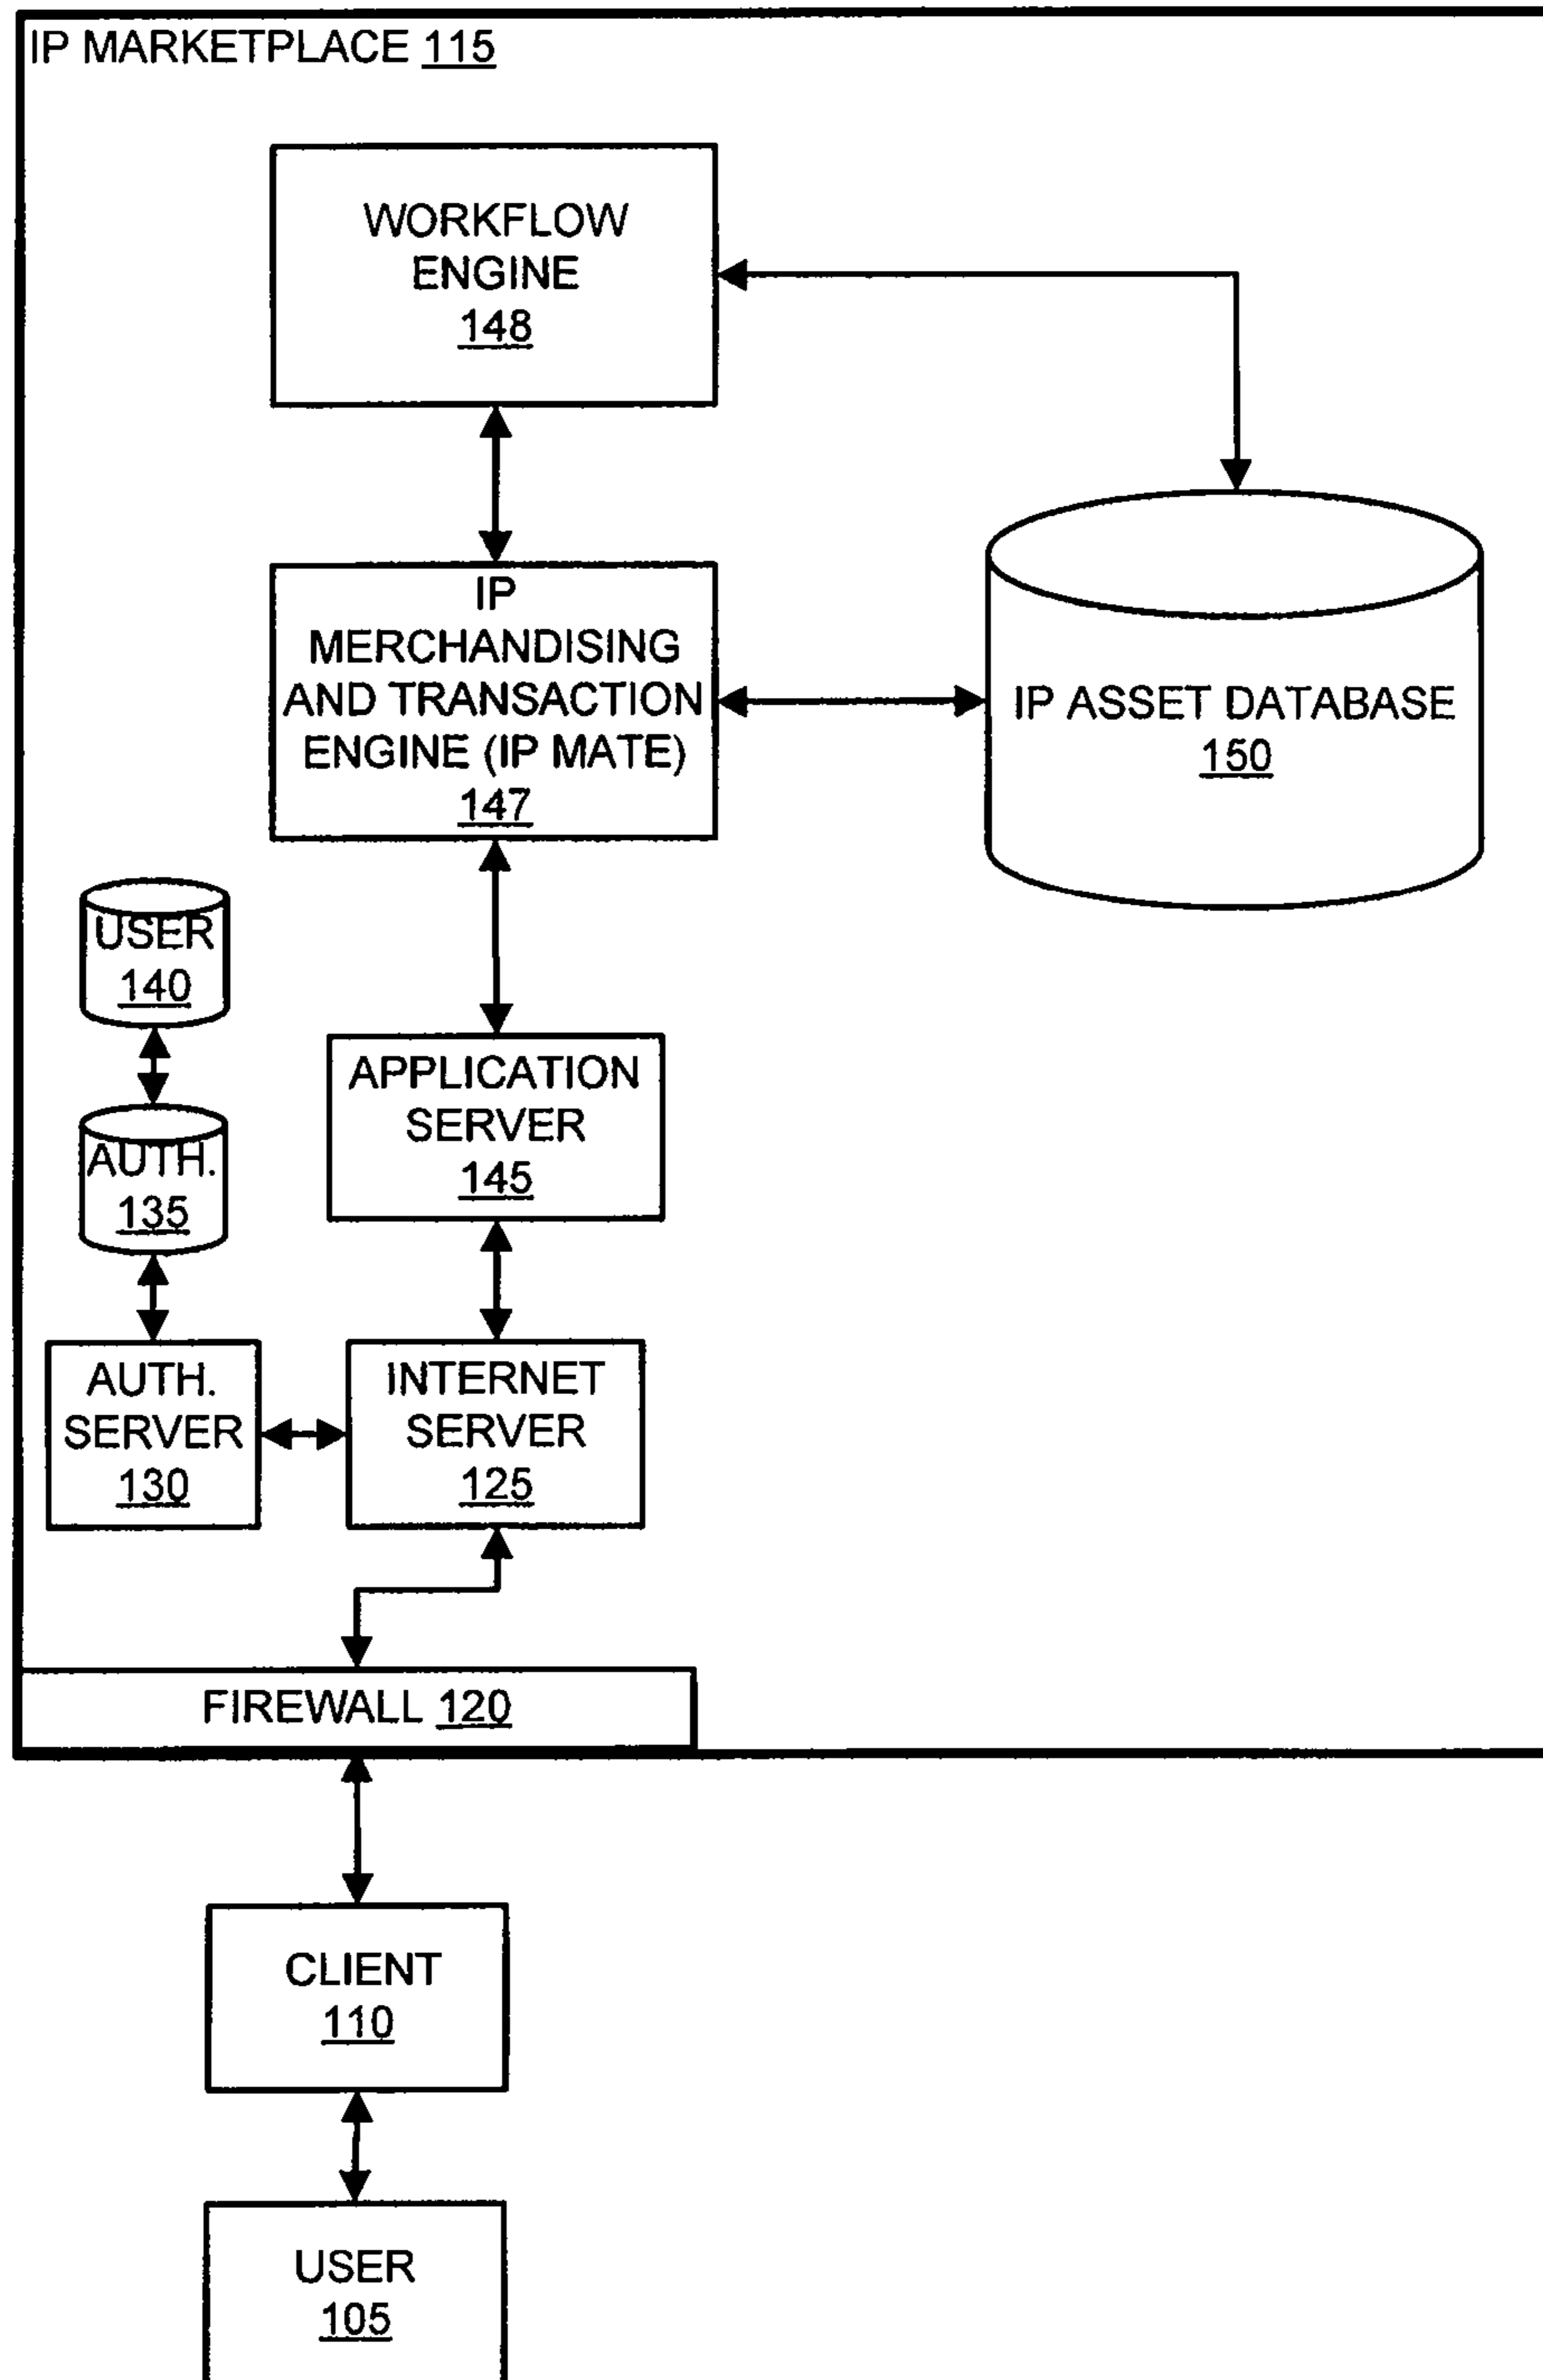 IP MARKETPLACE 115
WORKFLOW
ENGINE
148
IP
MERCHANDISING
AND TRANSACTION
ENGINE (IP MATE)
147
IP ASSET DATABASE
150
USER
140
AUTH.
135
APPLICATION
SERVER
145
AUTH.
SERVER
130
INTERNET
SERVER
125
FIREWALL 120
CLIENT
110
USER
105